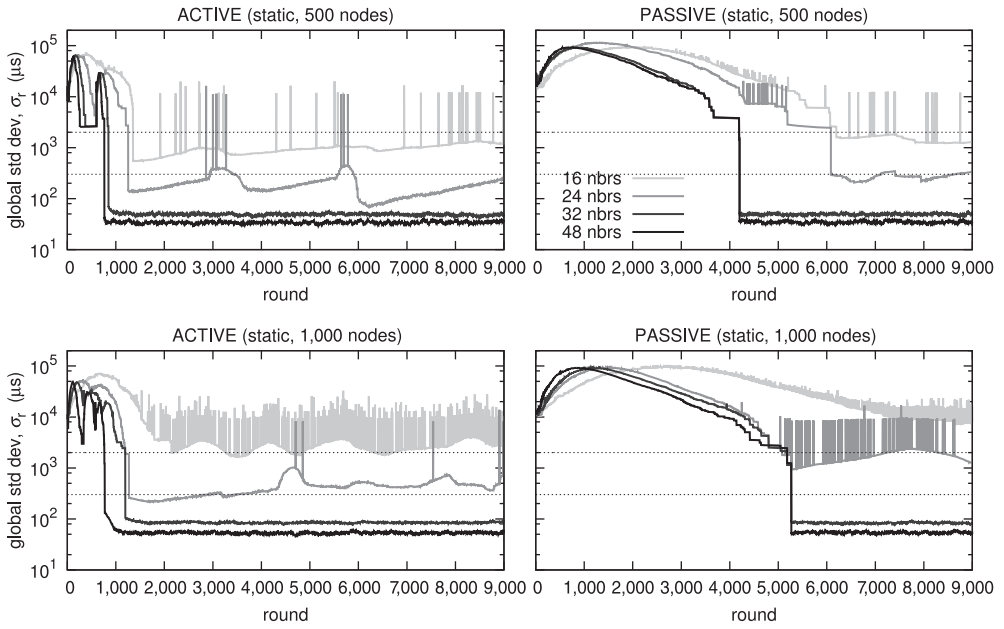 ACTIVE (static, 500 nodes)
global std dev, σr (μs)
10^5
10^4
10^3
10^2
10^1
0 1,000 2,000 3,000 4,000 5,000 6,000 7,000 8,000 9,000
round
PASSIVE (static, 500 nodes)
16 nbrs
24 nbrs
32 nbrs
48 nbrs
0 1,000 2,000 3,000 4,000 5,000 6,000 7,000 8,000 9,000
round
ACTIVE (static, 1,000 nodes)
global std dev, σr (μs)
10^5
10^4
10^3
10^2
10^1
0 1,000 2,000 3,000 4,000 5,000 6,000 7,000 8,000 9,000
round
PASSIVE (static, 1,000 nodes)
0 1,000 2,000 3,000 4,000 5,000 6,000 7,000 8,000 9,000
round